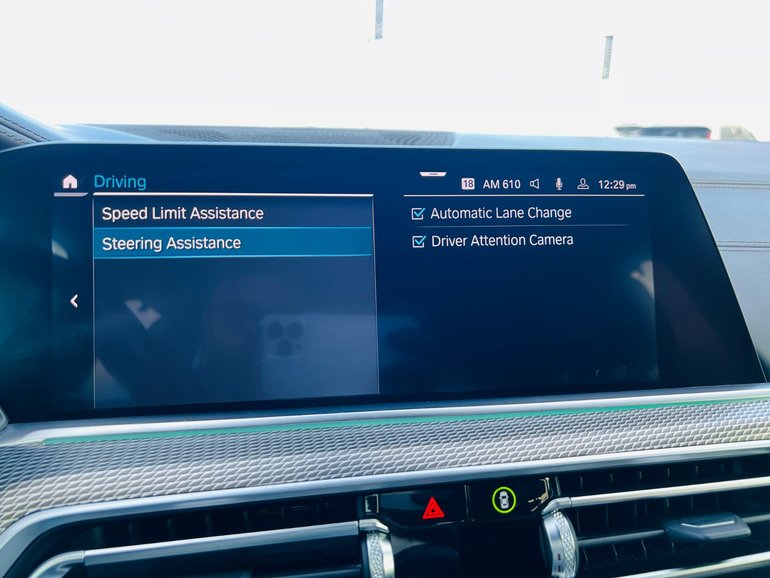 Driving
18 AM 610 12:29 pm
Speed Limit Assistance
Steering Assistance
Automatic Lane Change
Driver Attention Camera